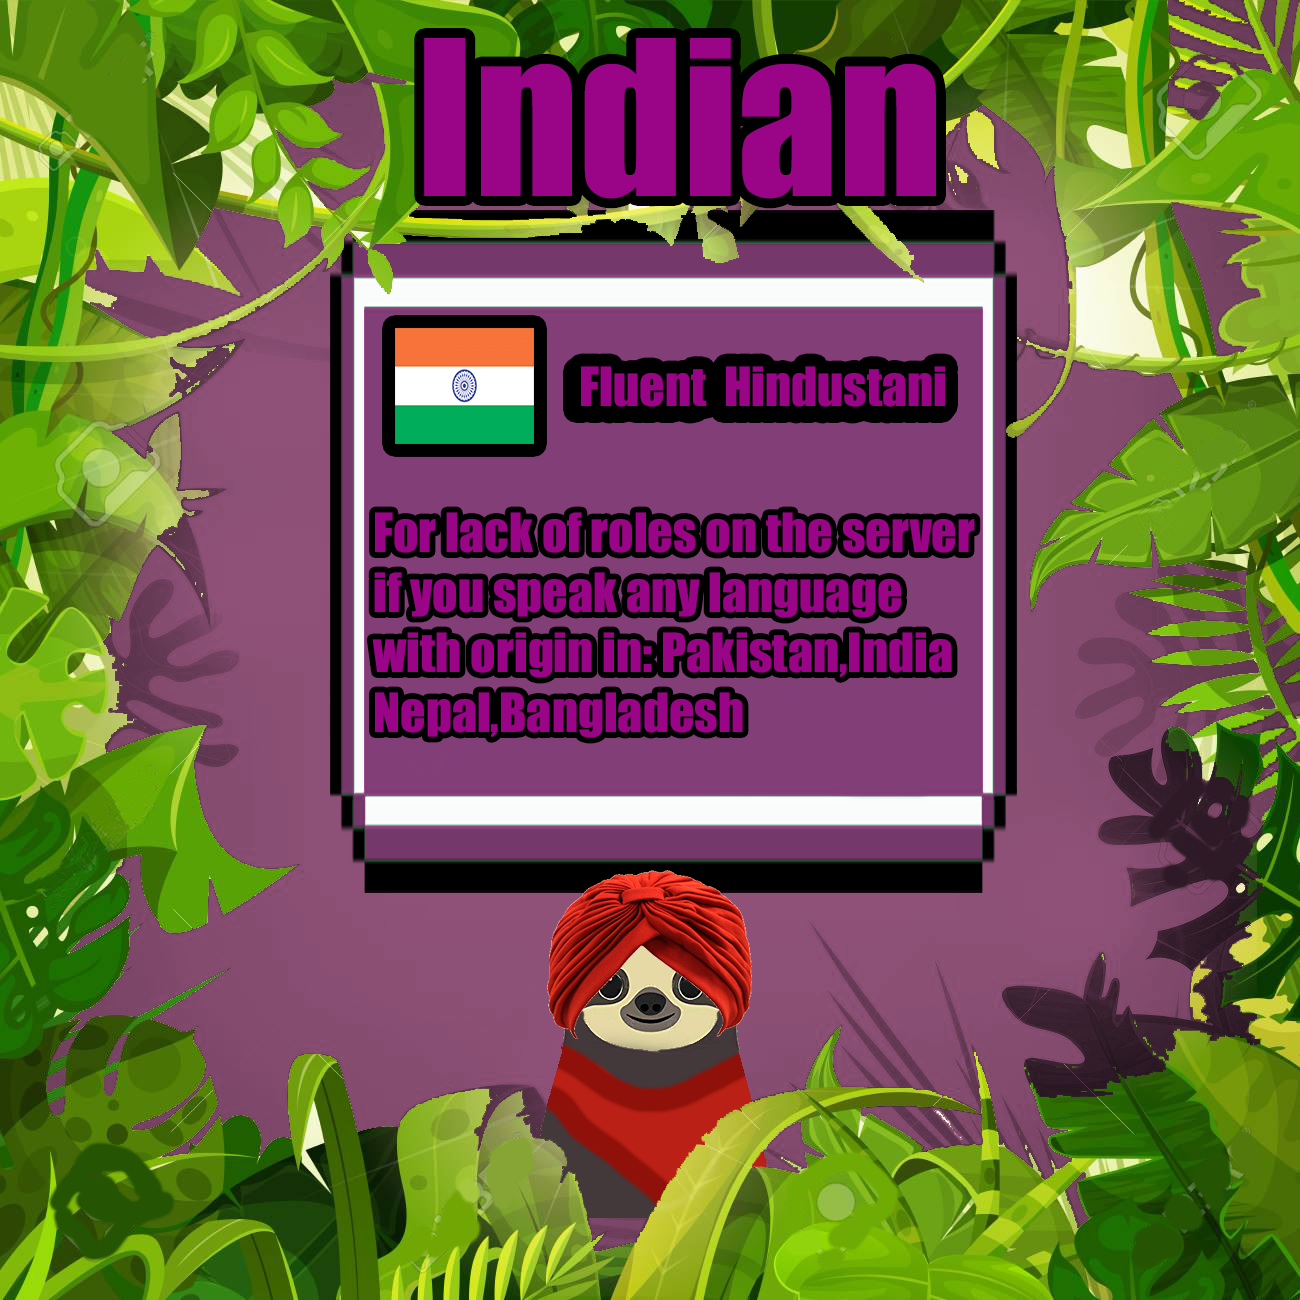 Indian
Fluent Hindustani
For lack of roles on the server
if you speak any language
with origin in: Pakistan,India
Nepal,Bangladesh